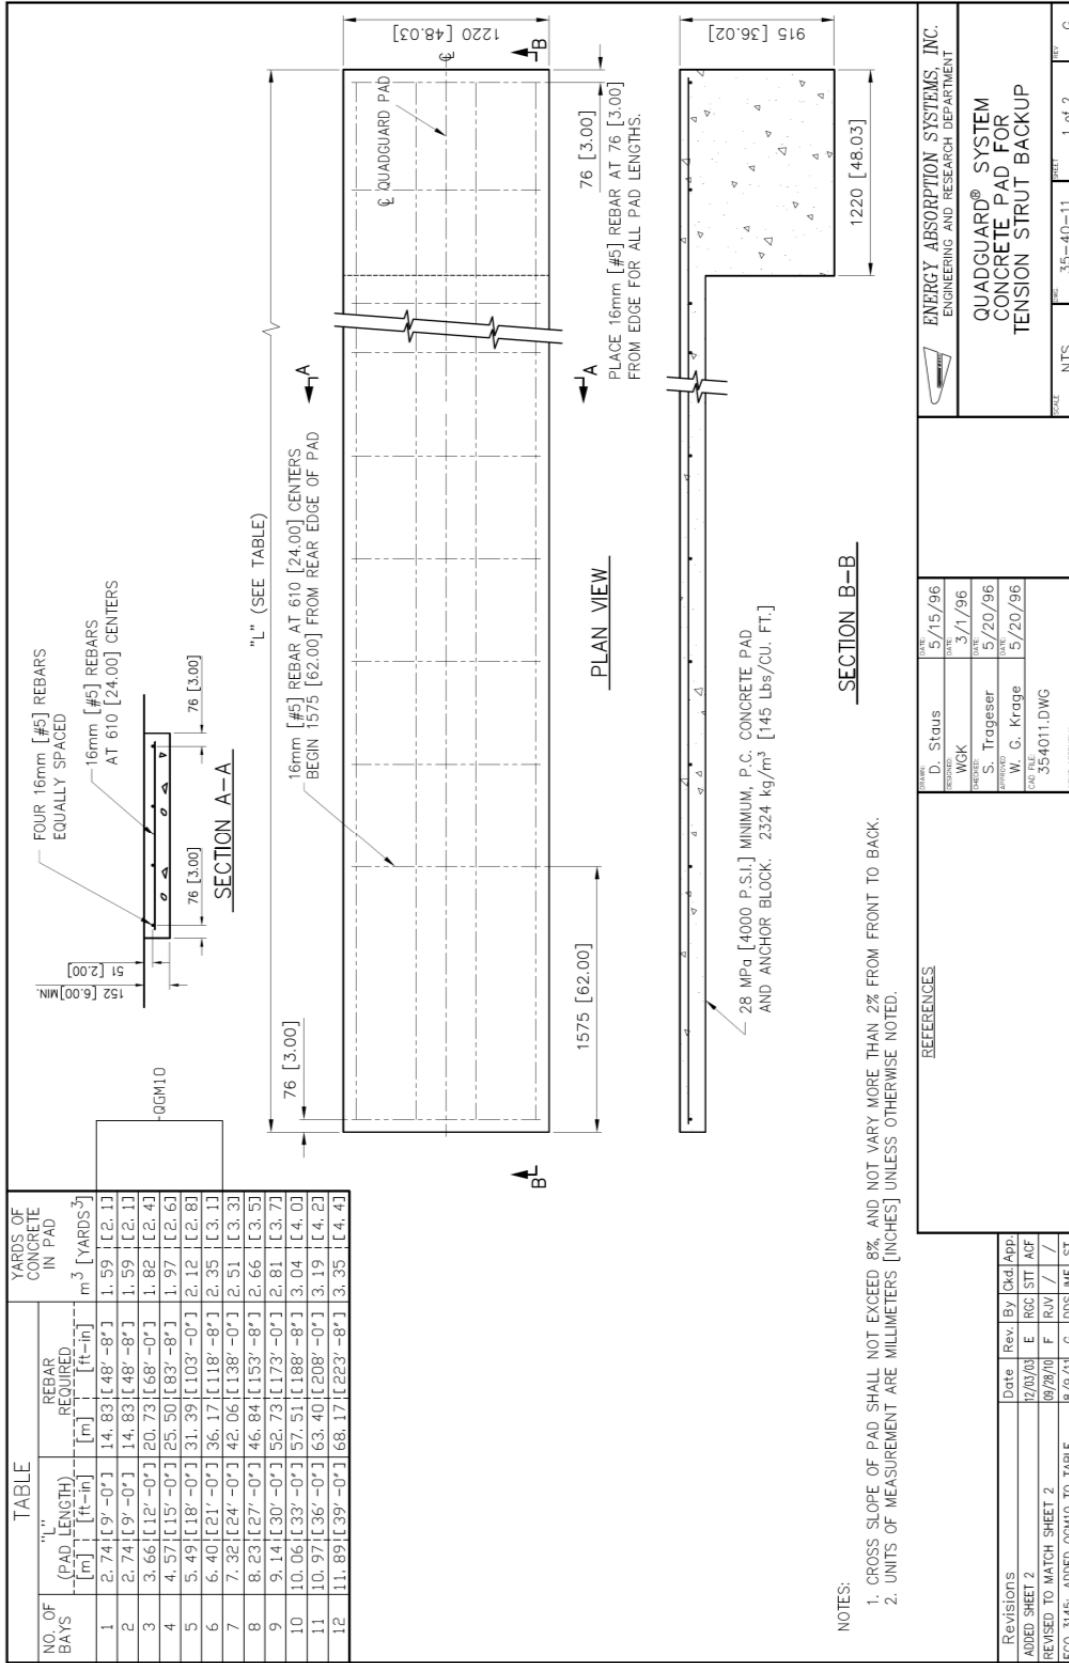 TABLE
NO. OF BAYS
"L" (PAD LENGTH)
REBAR REQUIRED
YARDS OF CONCRETE IN PAD
[m] [ft-in] [m] [ft-in] m³ [YARDS³]
1 2.74 [9'-0"] 14.83 [48'-8"] 1.59 [2.1]
2 2.74 [9'-0"] 14.83 [48'-8"] 1.59 [2.1]
3 3.66 [12'-0"] 20.73 [68'-0"] 1.82 [2.4]
4 4.57 [15'-0"] 25.50 [83'-8"] 1.97 [2.6]
5 5.49 [18'-0"] 31.39 [103'-0"] 2.12 [2.8]
6 6.40 [21'-0"] 36.17 [118'-8"] 2.35 [3.1]
7 7.32 [24'-0"] 42.06 [138'-0"] 2.51 [3.3]
8 8.23 [27'-0"] 46.84 [153'-8"] 2.66 [3.5]
9 9.14 [30'-0"] 52.73 [173'-0"] 2.81 [3.7]
10 10.06 [33'-0"] 57.51 [188'-8"] 3.04 [4.0]
11 10.97 [36'-0"] 63.40 [208'-0"] 3.19 [4.2]
12 11.89 [39'-0"] 68.17 [223'-8"] 3.35 [4.4]
QGM10
152 [6.00] MIN.
51 [2.00]
FOUR 16mm [#5] REBARS
EQUALLY SPACED
16mm [#5] REBARS
AT 610 [24.00] CENTERS
76 [3.00]
76 [3.00]
SECTION A-A
"L" (SEE TABLE)
76 [3.00]
16mm [#5] REBAR AT 610 [24.00] CENTERS
BEGIN 1575 [62.00] FROM REAR EDGE OF PAD
A
A
℄ QUADGUARD PAD
℄
1220 [48.03]
B
B
1575 [62.00]
PLAN VIEW
76 [3.00]
PLACE 16mm [#5] REBAR AT 76 [3.00]
FROM EDGE FOR ALL PAD LENGTHS.
915 [36.02]
1220 [48.03]
28 MPa [4000 P.S.I.] MINIMUM, P.C. CONCRETE PAD
AND ANCHOR BLOCK. 2324 kg/m³ [145 Lbs/CU. FT.]
SECTION B-B
NOTES:
1. CROSS SLOPE OF PAD SHALL NOT EXCEED 8%, AND NOT VARY MORE THAN 2% FROM FRONT TO BACK.
2. UNITS OF MEASUREMENT ARE MILLIMETERS [INCHES] UNLESS OTHERWISE NOTED.
Revisions Date Rev. By Ckd. App.
ADDED SHEET 2 12/03/03 E RGC STT ACF
REVISED TO MATCH SHEET 2 09/28/10 F RJV / /
REFERENCES
DRAWN: D. Staus DATE: 5/15/96
DESIGNED: WGK DATE: 3/1/96
CHECKED: S. Trageser DATE: 5/20/96
APPROVED: W. G. Krage DATE: 5/20/96
CAD FILE: 354011.DWG
ENERGY ABSORPTION SYSTEMS, INC.
ENGINEERING AND RESEARCH DEPARTMENT
QUADGUARD® SYSTEM
CONCRETE PAD FOR
TENSION STRUT BACKUP
SCALE NTS DWG. 35-40-11 SHEET 1 of 2 REV G